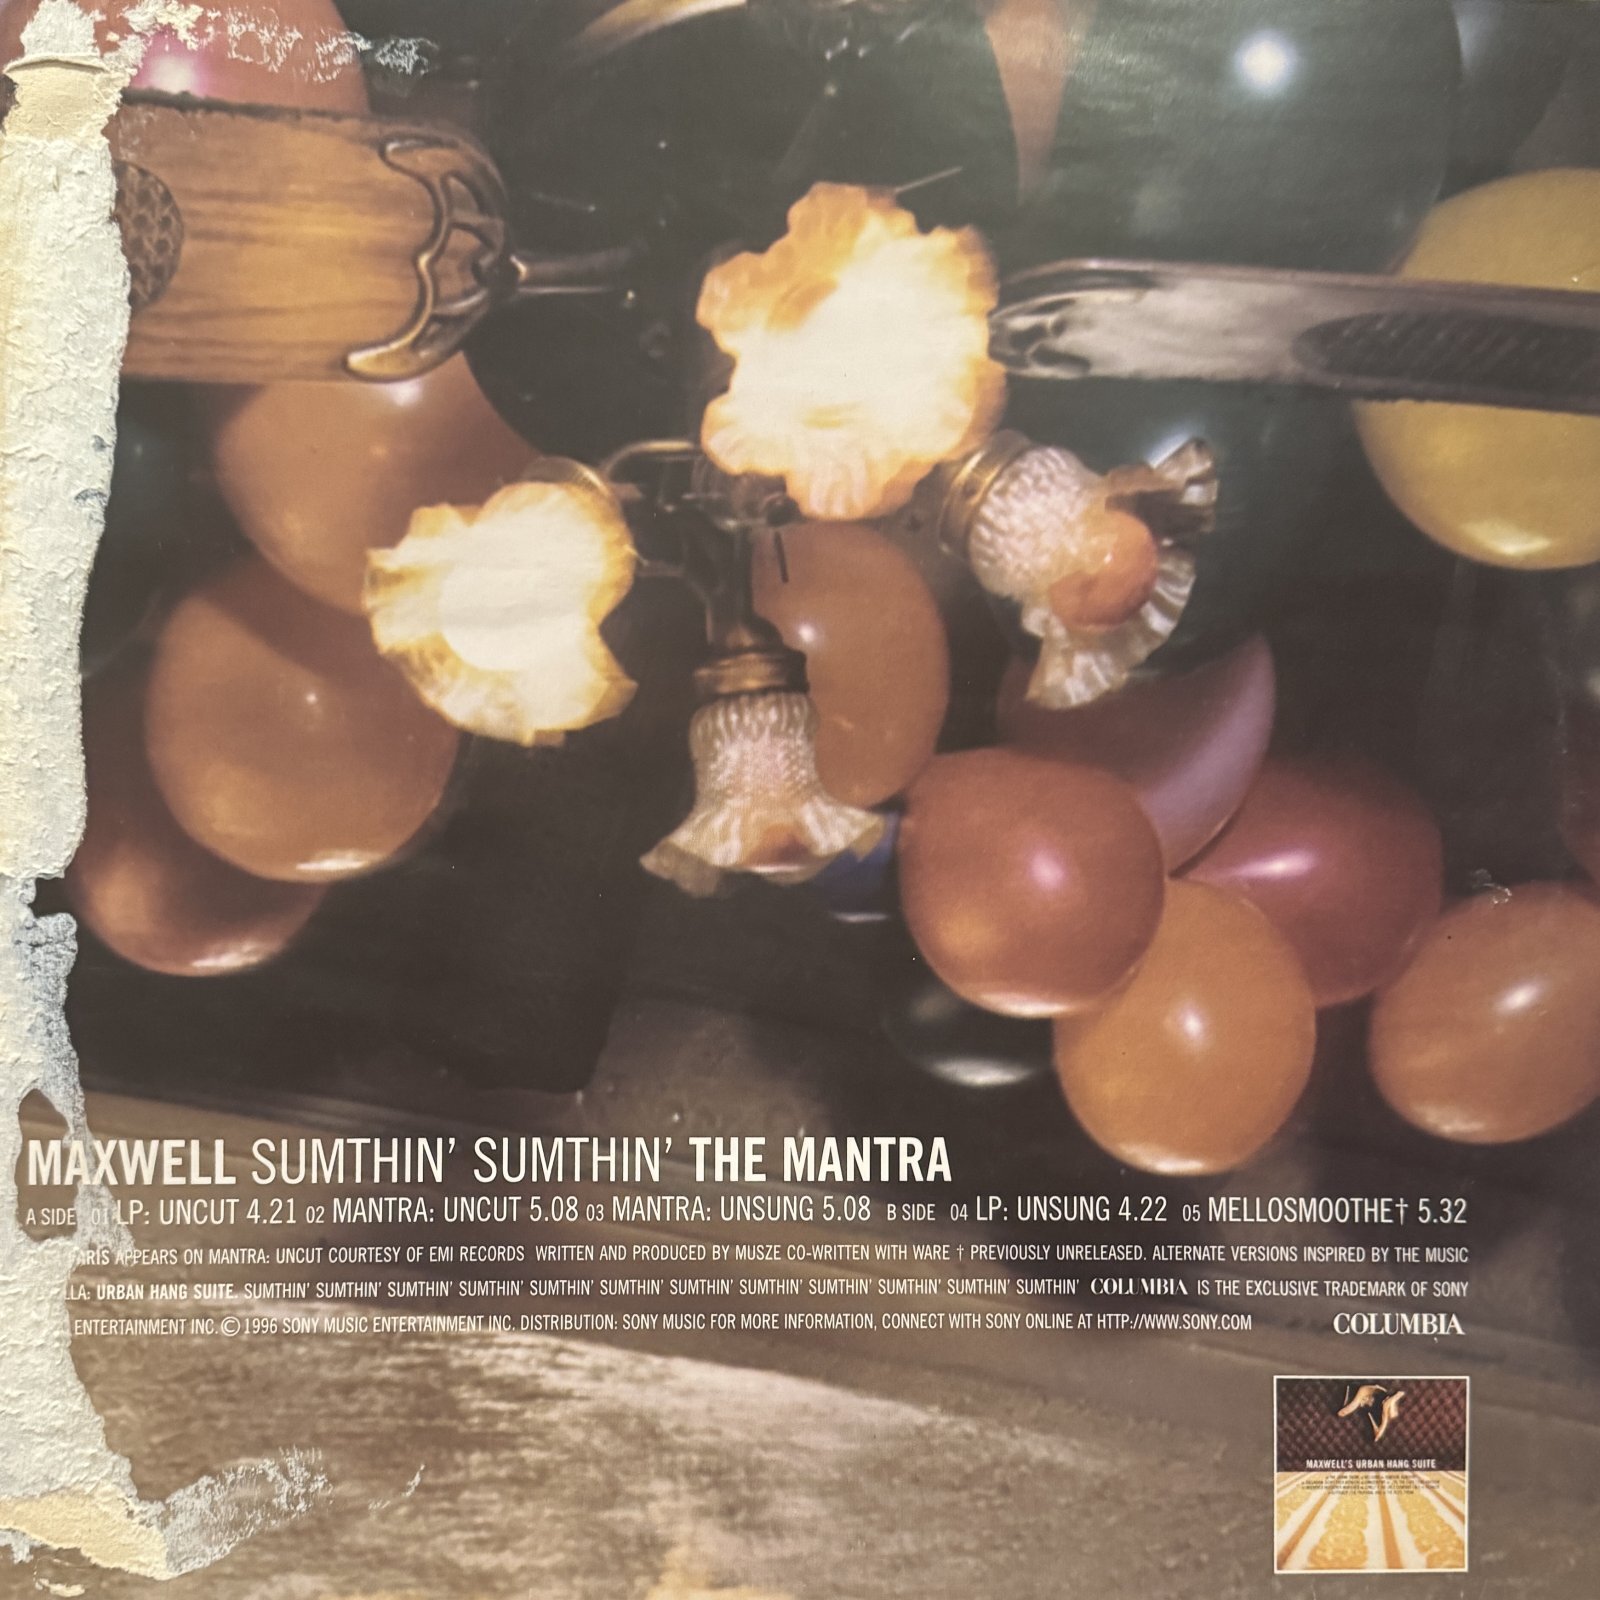 MAXWELL SUMTHIN' SUMTHIN' THE MANTRA
A SIDE 01 LP: UNCUT 4.21 02 MANTRA: UNCUT 5.08 03 MANTRA: UNSUNG 5.08 B SIDE 04 LP: UNSUNG 4.22 05 MELLOSMOOTHE† 5.32
APPEARS ON MANTRA: UNCUT COURTESY OF EMI RECORDS WRITTEN AND PRODUCED BY MUSZE CO-WRITTEN WITH WARE † PREVIOUSLY UNRELEASED. ALTERNATE VERSIONS INSPIRED BY THE MUSIC
LA: URBAN HANG SUITE. SUMTHIN' SUMTHIN' SUMTHIN' SUMTHIN' SUMTHIN' SUMTHIN' SUMTHIN' SUMTHIN' SUMTHIN' SUMTHIN' SUMTHIN' SUMTHIN' COLUMBIA IS THE EXCLUSIVE TRADEMARK OF SONY
ENTERTAINMENT INC. © 1996 SONY MUSIC ENTERTAINMENT INC. DISTRIBUTION: SONY MUSIC FOR MORE INFORMATION, CONNECT WITH SONY ONLINE AT HTTP://WWW.SONY.COM COLUMBIA
MAXWELL'S URBAN HANG SUITE